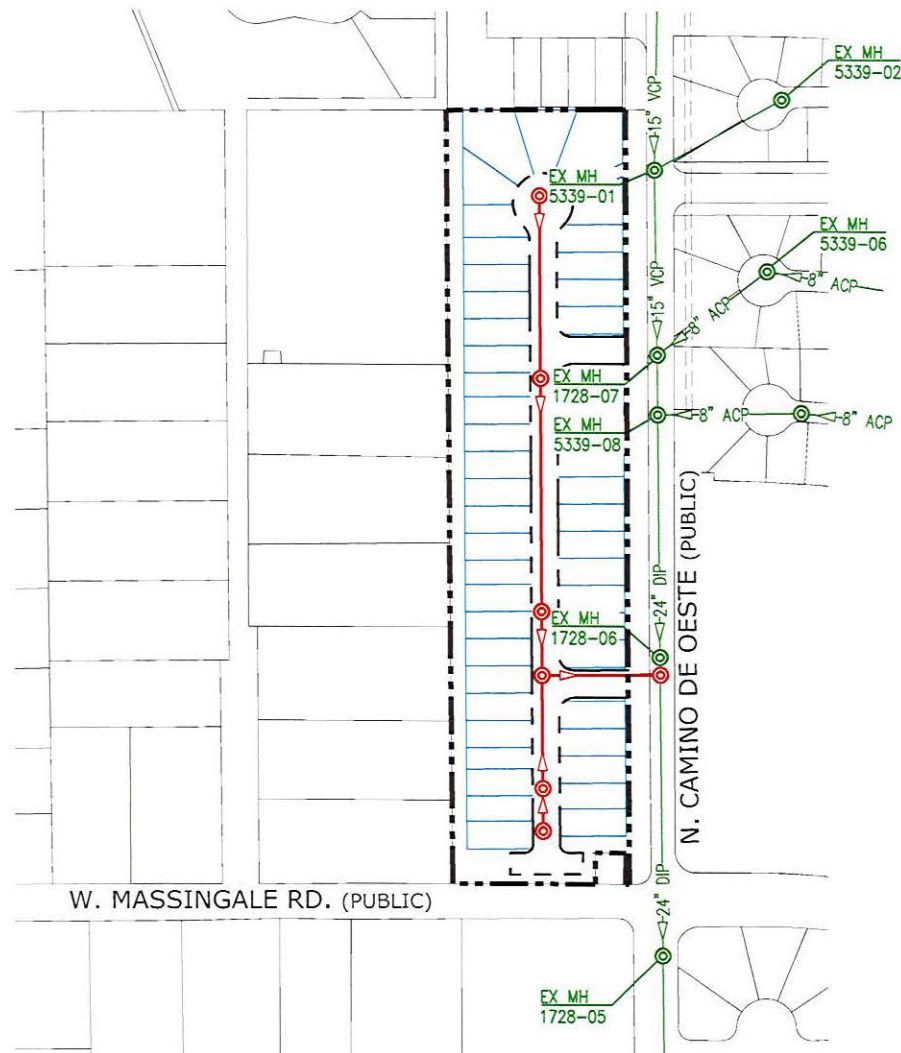 EX MH
5339-02
15" VCP
EX MH
5339-01
EX MH
5339-06
8" ACP
15" VCP
8" ACP
EX MH
1728-07
EX MH
5339-08
8" ACP
8" ACP
N. CAMINO DE OESTE (PUBLIC)
24" DIP
EX MH
1728-06
24" DIP
W. MASSINGALE RD. (PUBLIC)
EX MH
1728-05